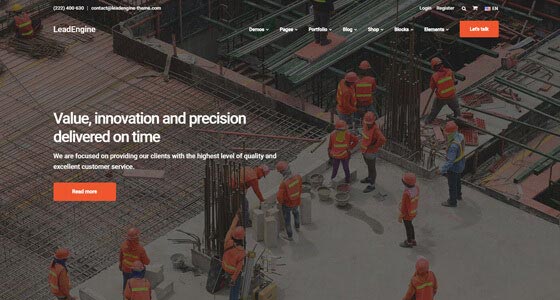 (222) 400-630 | contact@leadengine-theme.com
Login Register EN
LeadEngine
Demos Pages Portfolio Blog Shop Blocks Elements Let's talk!
Value, innovation and precision
delivered on time
We are focused on providing our clients with the highest level of quality and
excellent customer service.
Read more